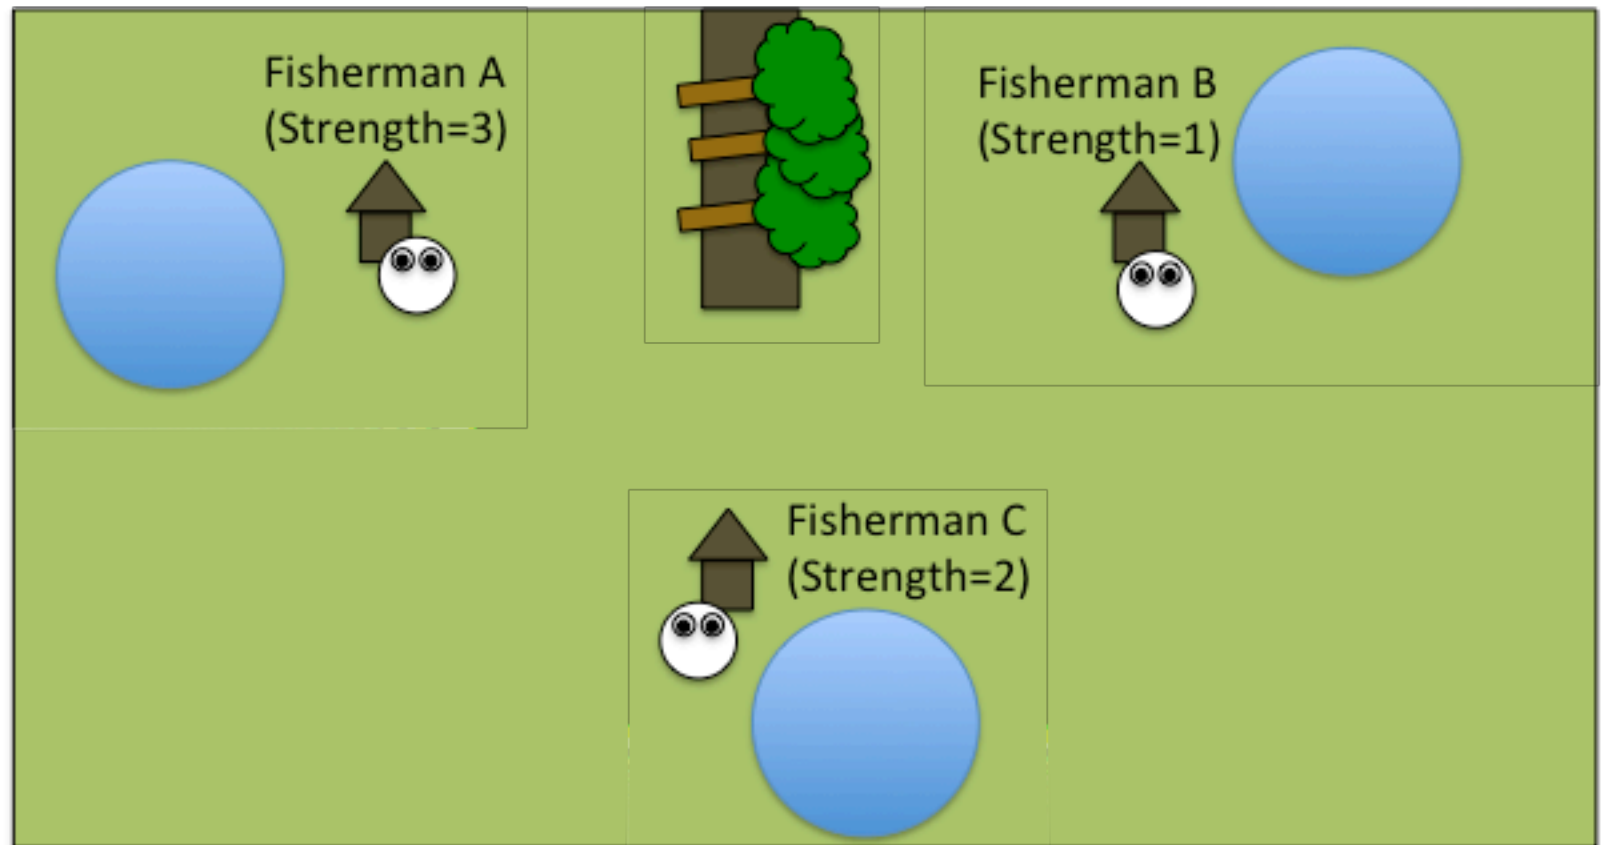 Fisherman A
(Strength=3)
Fisherman B
(Strength=1)
Fisherman C
(Strength=2)